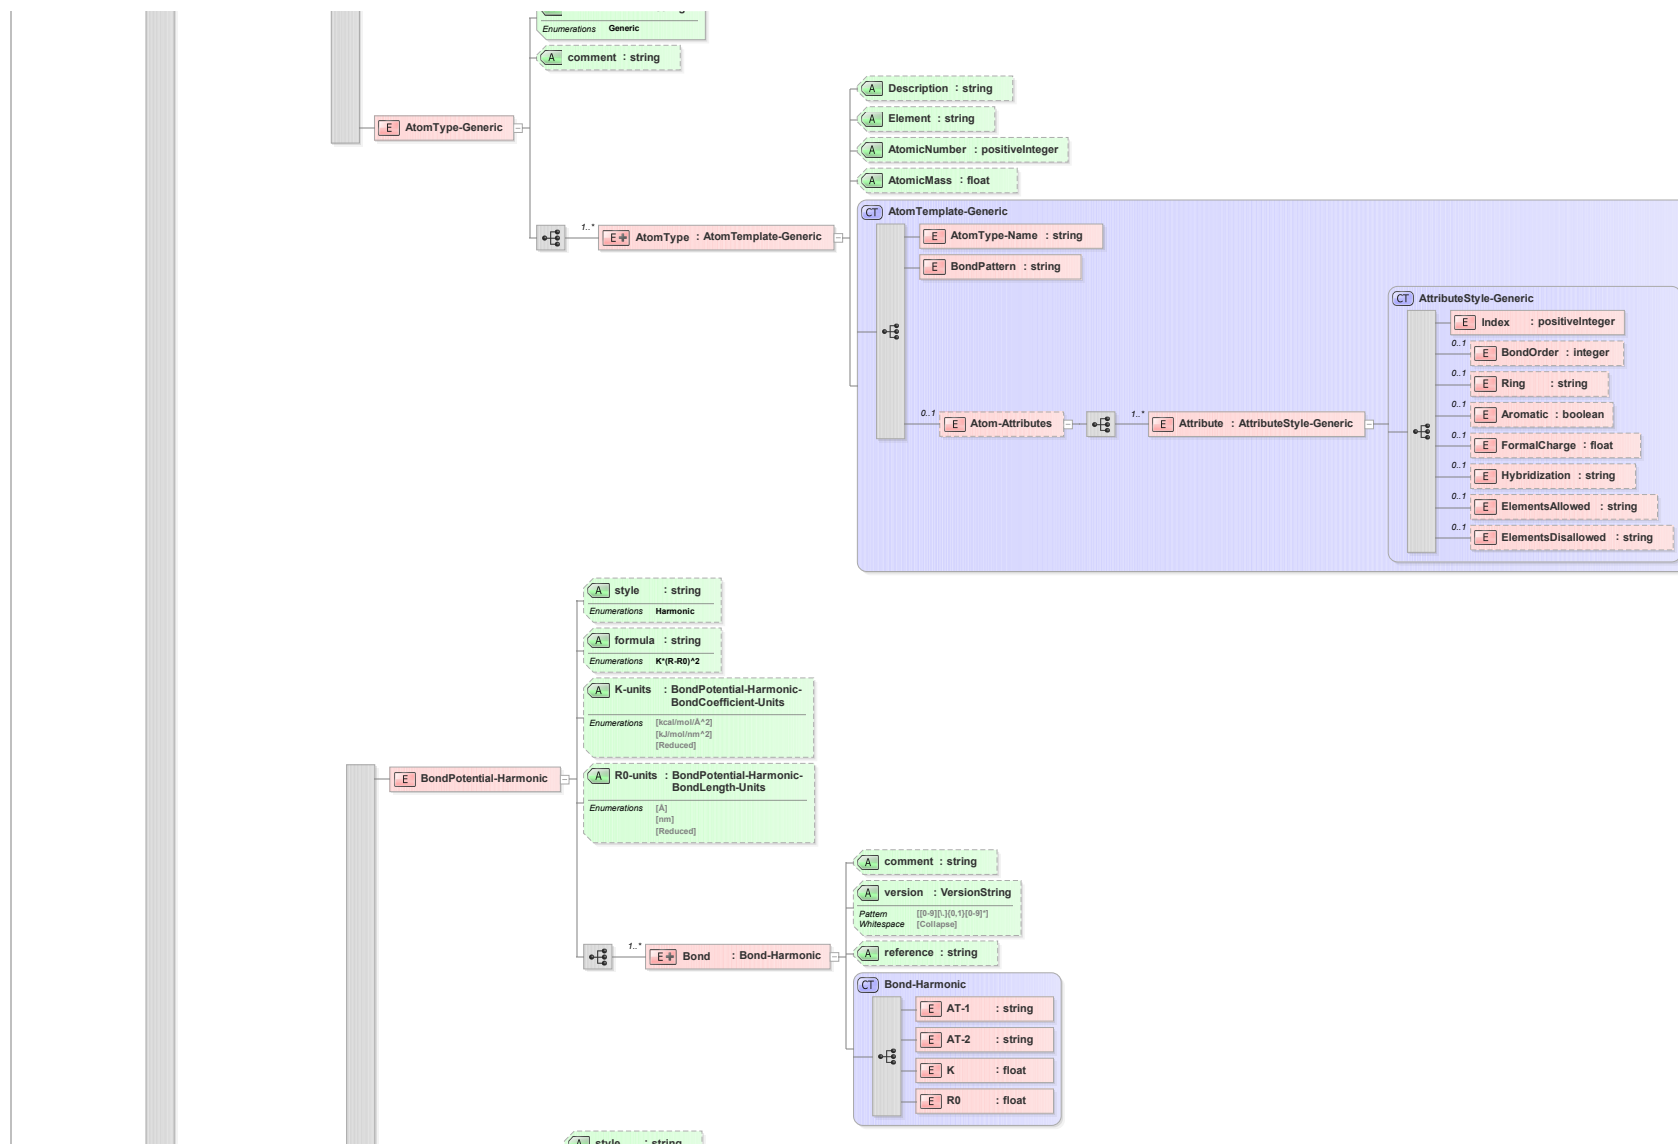 Enumerations Generic
A comment : string
E AtomType-Generic
A Description : string
A Element : string
A AtomicNumber : positiveInteger
A AtomicMass : float
CT AtomTemplate-Generic
1..* E AtomType : AtomTemplate-Generic
E AtomType-Name : string
E BondPattern : string
CT AttributeStyle-Generic
E Index : positiveInteger
0..1 E BondOrder : integer
0..1 E Ring : string
0..1 E Aromatic : boolean
0..1 E Atom-Attributes
1..* E Attribute : AttributeStyle-Generic
0..1 E FormalCharge : float
0..1 E Hybridization : string
0..1 E ElementsAllowed : string
0..1 E ElementsDisallowed : string
A style : string
Enumerations Harmonic
A formula : string
Enumerations K*(R-R0)^2
A K-units : BondPotential-Harmonic-
BondCoefficient-Units
Enumerations [kcal/mol/Å^2]
[kJ/mol/nm^2]
[Reduced]
E BondPotential-Harmonic
A R0-units : BondPotential-Harmonic-
BondLength-Units
Enumerations [Å]
[nm]
[Reduced]
A comment : string
A version : VersionString
Pattern [[0-9][\.]{0,1}[0-9]*]
Whitespace [Collapse]
1..* E Bond : Bond-Harmonic
A reference : string
CT Bond-Harmonic
E AT-1 : string
E AT-2 : string
E K : float
E R0 : float
A style : string